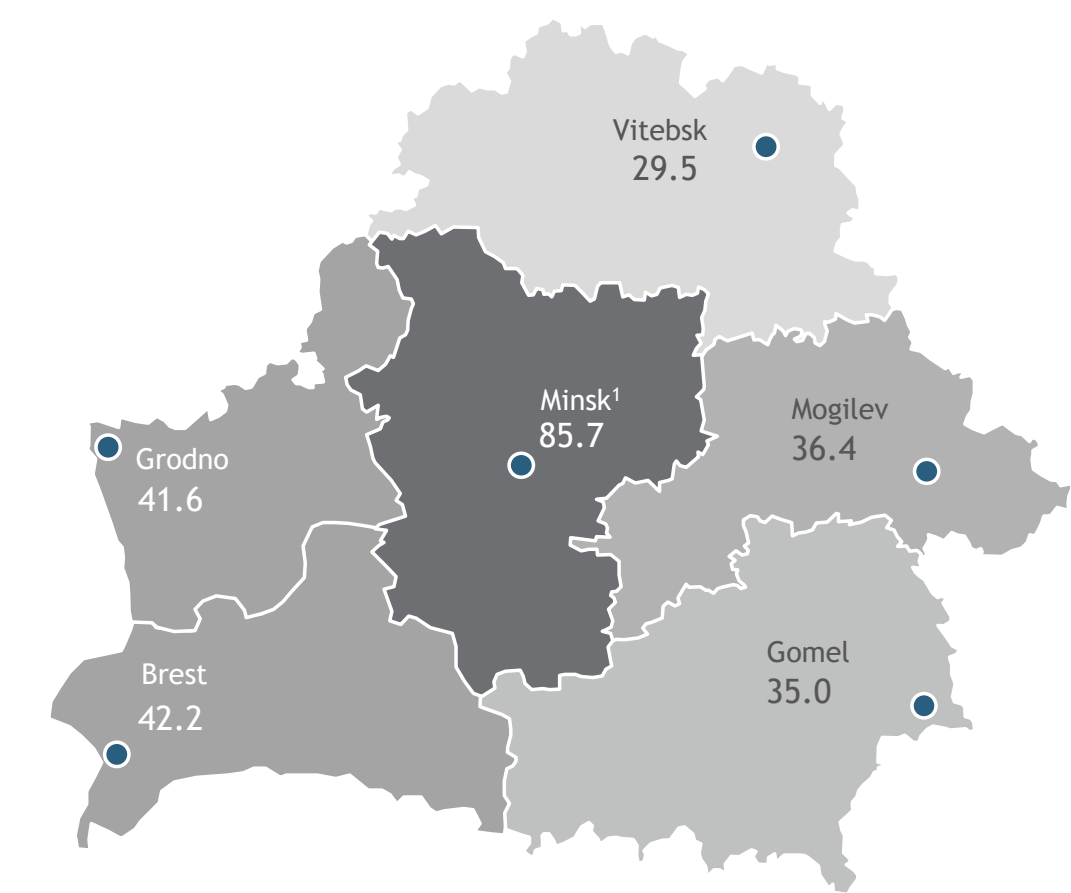 Vitebsk
29.5
Minsk¹
85.7
Mogilev
36.4
Grodno
41.6
Gomel
35.0
Brest
42.2